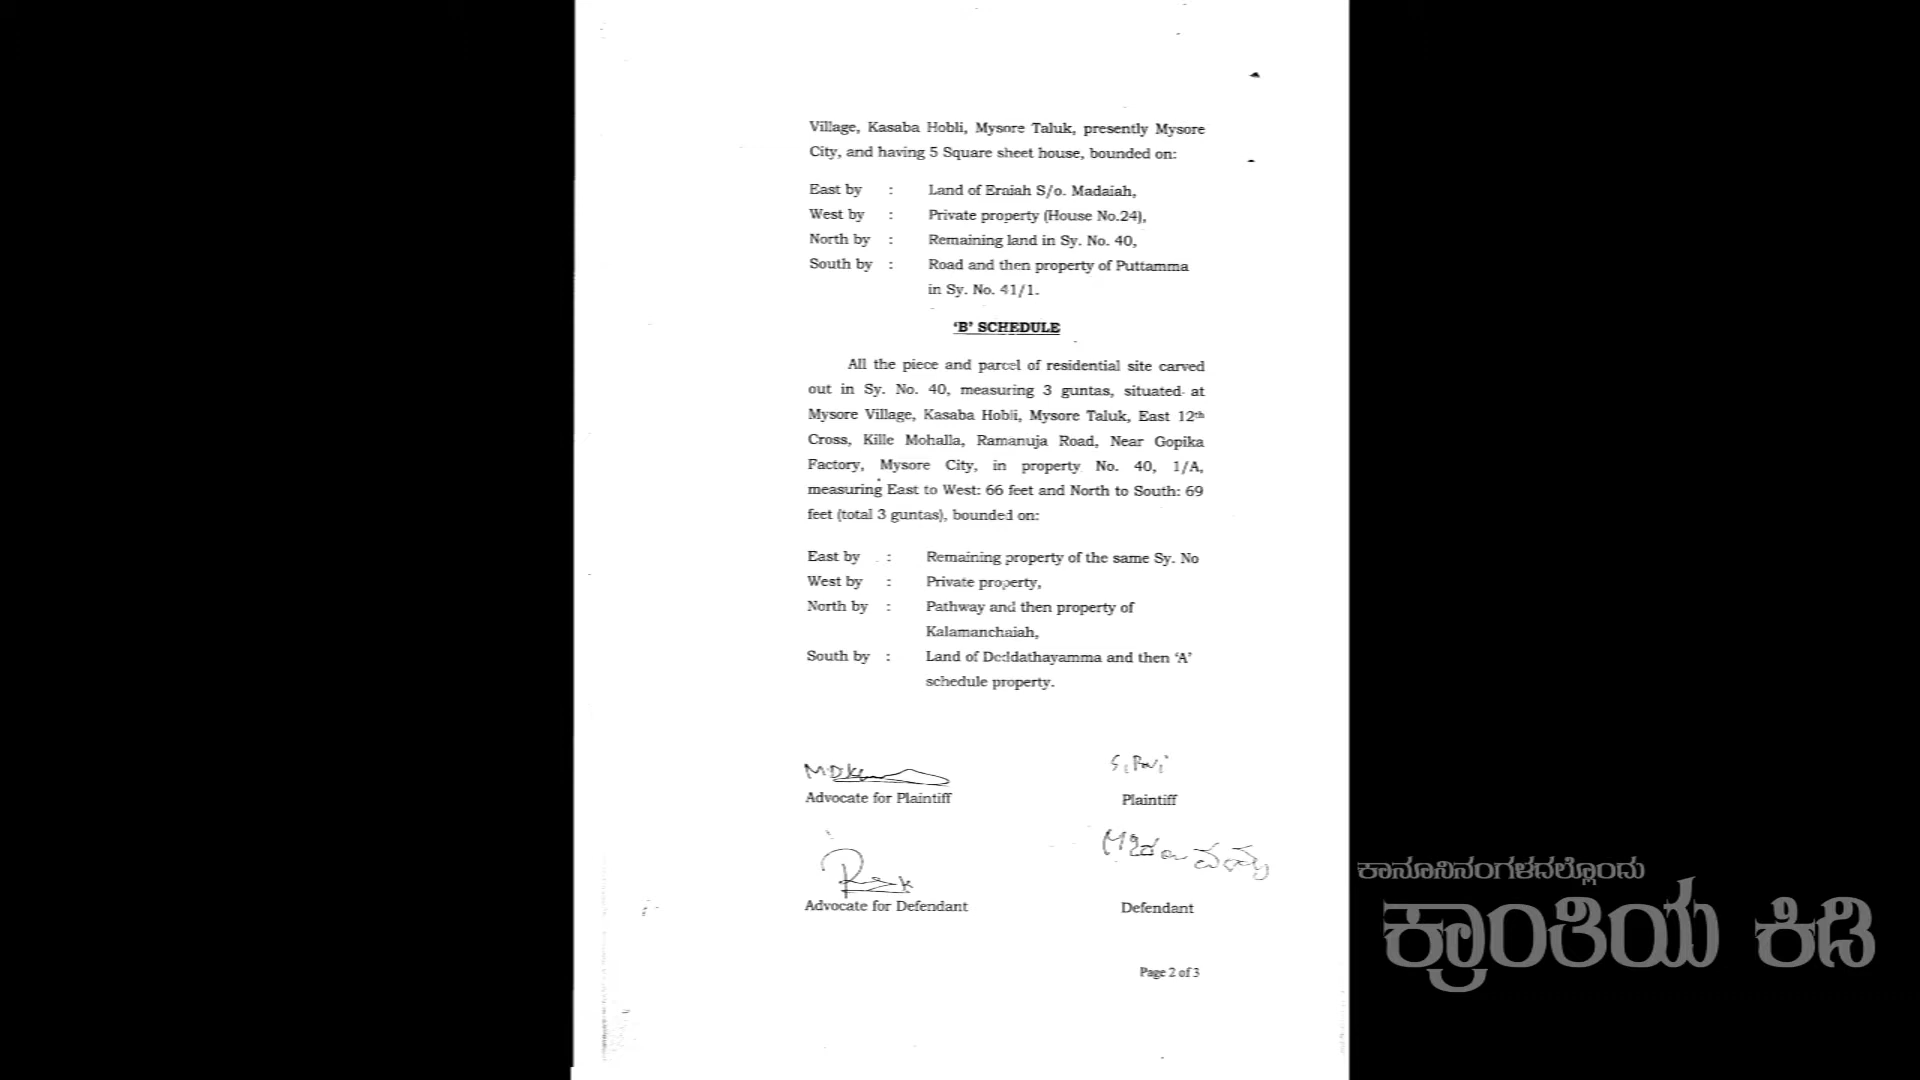 Village, Kasaba Hobli, Mysore Taluk, presently Mysore
City, and having 5 Square sheet house, bounded on:
East by : Land of Eraiah S/o. Madaiah,
West by : Private property (House No.24),
North by : Remaining land in Sy. No. 40,
South by : Road and then property of Puttamma
in Sy. No. 41/1.
'B' SCHEDULE
All the piece and parcel of residential site carved
out in Sy. No. 40, measuring 3 guntas, situated at
Mysore Village, Kasaba Hobli, Mysore Taluk, East 12th
Cross, Kille Mohalla, Ramanuja Road, Near Gopika
Factory, Mysore City, in property No. 40, 1/A,
measuring East to West: 66 feet and North to South: 69
feet (total 3 guntas), bounded on:
East by : Remaining property of the same Sy. No
West by : Private property,
North by : Pathway and then property of
Kalamanchaiah,
South by : Land of Doddathayamma and then 'A'
schedule property.
S. Ravi
Advocate for Plaintiff Plaintiff
Advocate for Defendant Defendant
Page 2 of 3
ಕಾನೂನಿನಂಗಳದಲ್ಲೊಂದು
ಕ್ರಾಂತಿಯ ಕಿಡಿ